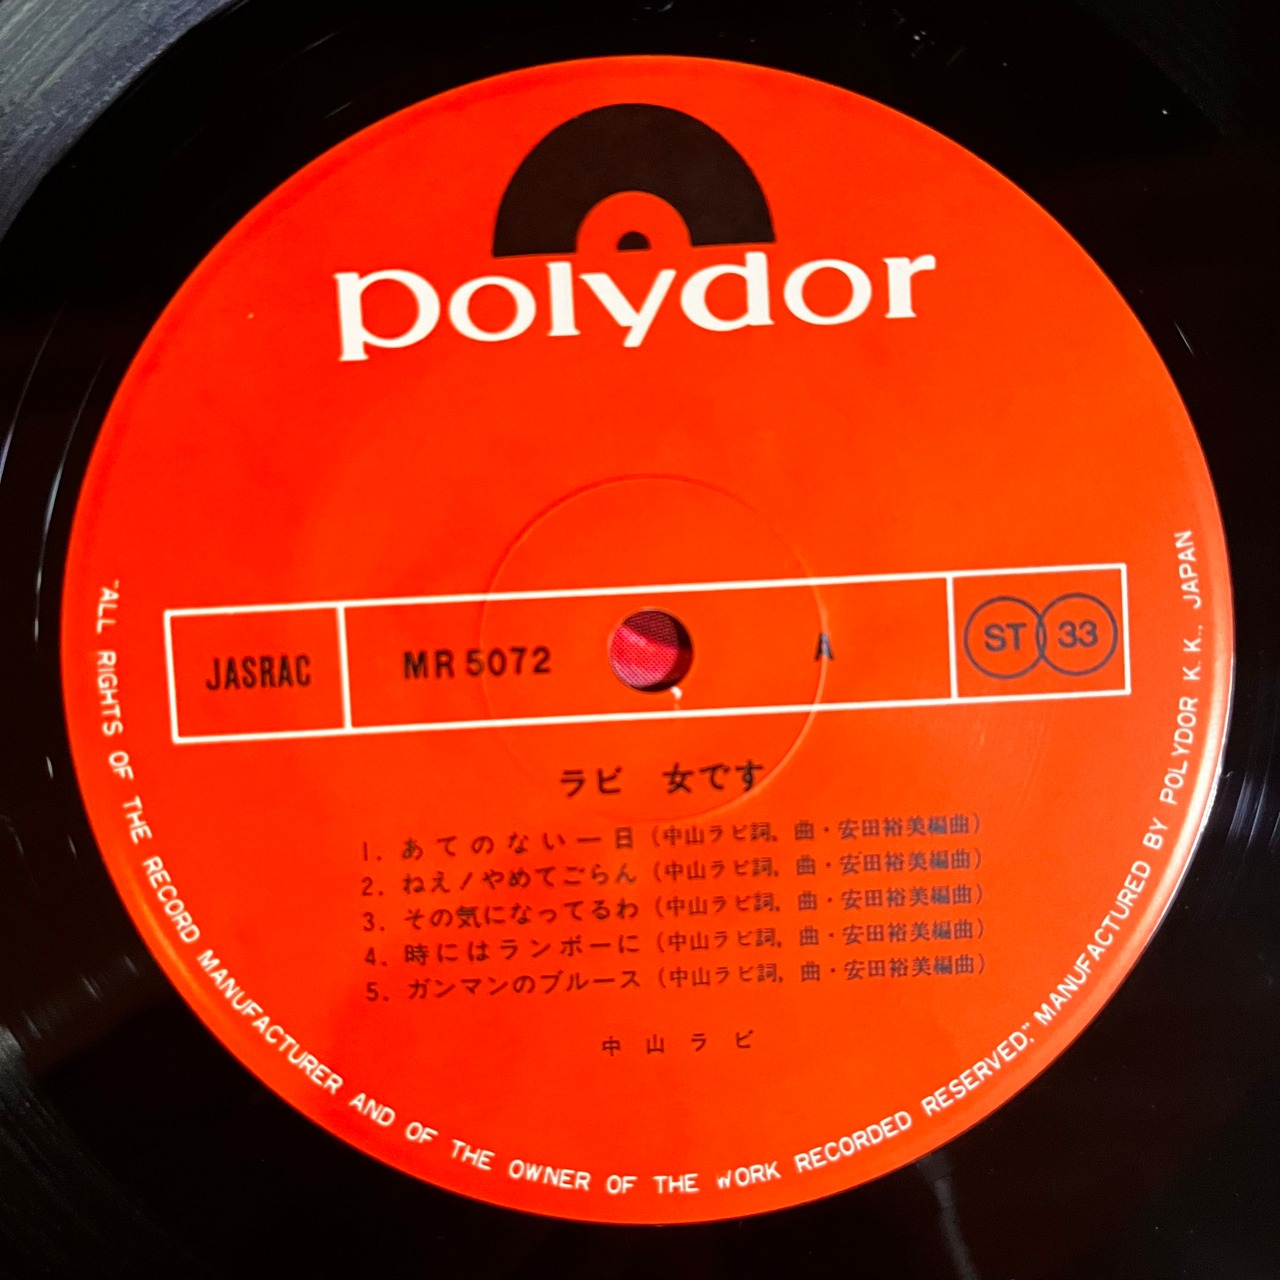 polydor
JASRAC MR 5072 A ST 33
ラビ 女です
1. あてのない一日（中山ラビ詞, 曲・安田裕美編曲）
2. ねえ！やめてごらん（中山ラビ詞, 曲・安田裕美編曲）
3. その気になってるわ（中山ラビ詞, 曲・安田裕美編曲）
4. 時にはランボーに（中山ラビ詞, 曲・安田裕美編曲）
5. ガンマンのブルース（中山ラビ詞, 曲・安田裕美編曲）
中山ラビ
"ALL RIGHTS OF THE RECORD MANUFACTURER AND OF THE OWNER OF THE WORK RECORDED RESERVED;" MANUFACTURED BY POLYDOR K. K., JAPAN